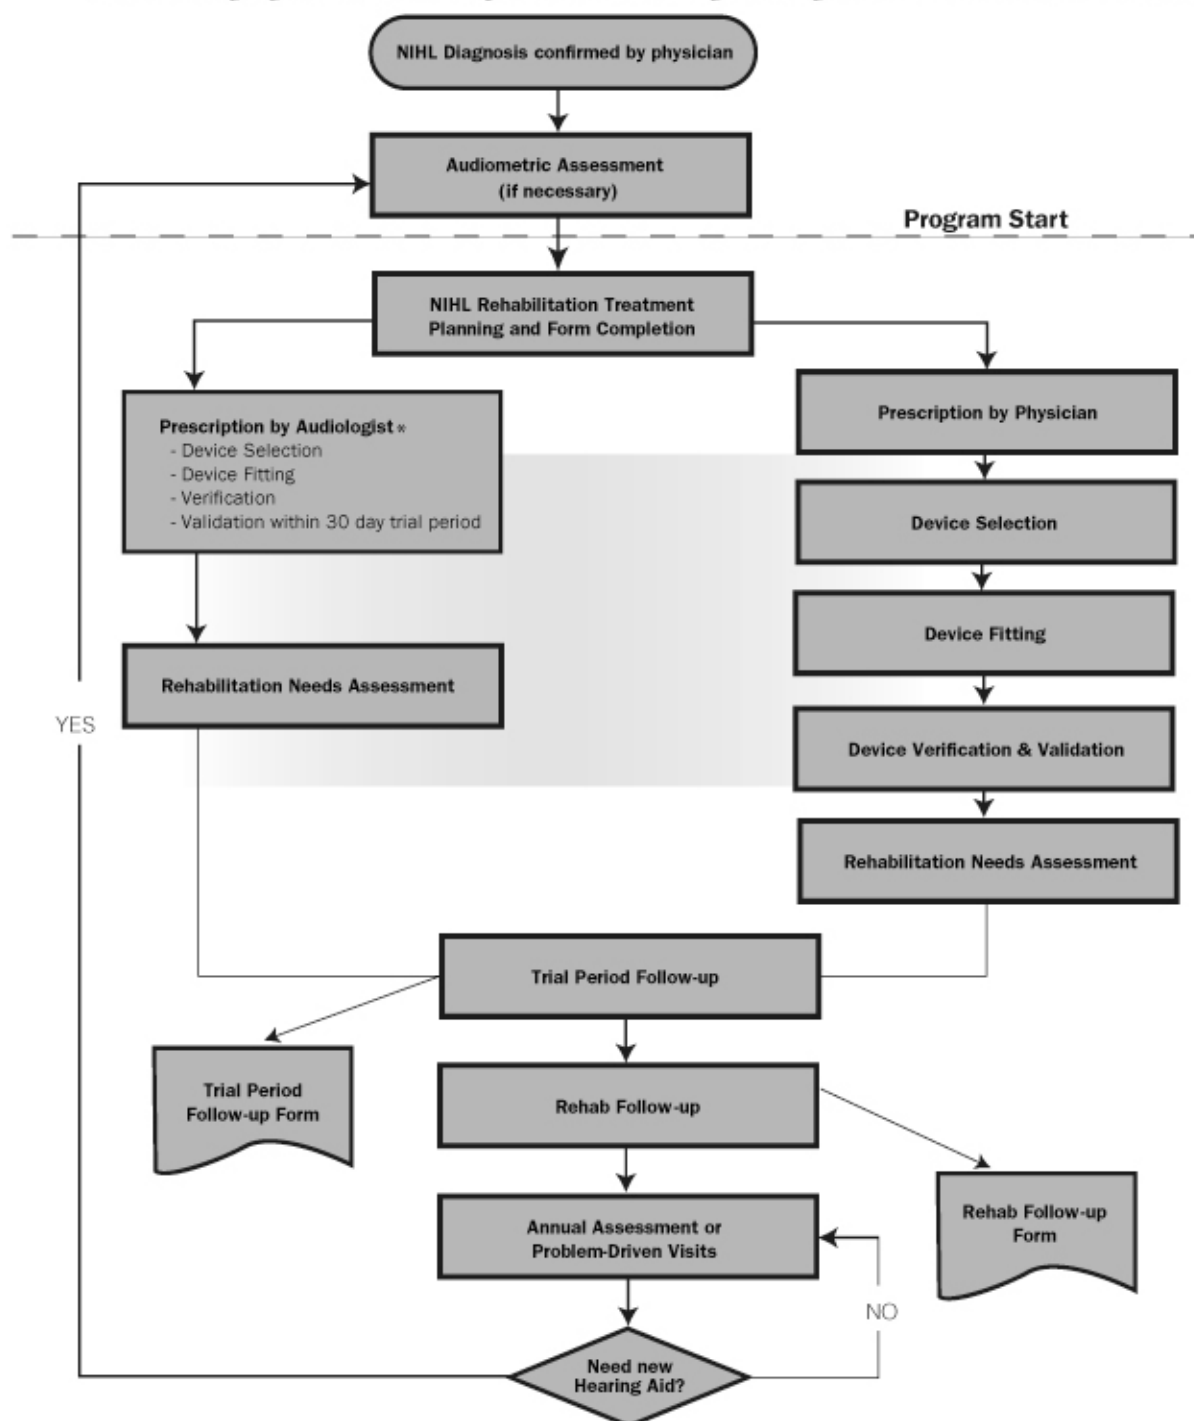 NIHL Diagnosis confirmed by physician
Audiometric Assessment
(if necessary)
Program Start
NIHL Rehabilitation Treatment
Planning and Form Completion
Prescription by Audiologist*
- Device Selection
- Device Fitting
- Verification
- Validation within 30 day trial period
Prescription by Physician
Device Selection
Device Fitting
Rehabilitation Needs Assessment
YES
Device Verification & Validation
Rehabilitation Needs Assessment
Trial Period Follow-up
Trial Period
Follow-up Form
Rehab Follow-up
Annual Assessment or
Problem-Driven Visits
Rehab Follow-up
Form
NO
Need new
Hearing Aid?